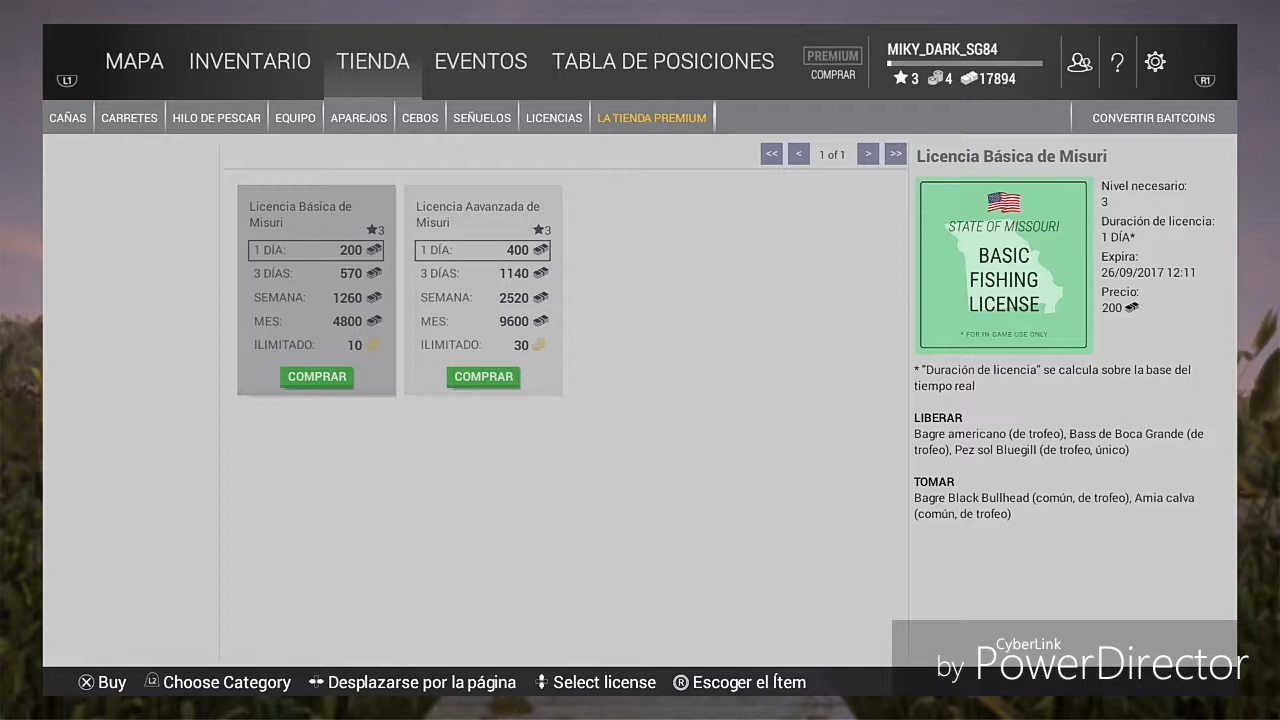 L1
MAPA INVENTARIO TIENDA EVENTOS TABLA DE POSICIONES
PREMIUM
COMPRAR
MIKY_DARK_SG84
3 4 17894
?
R1
CAÑAS CARRETES HILO DE PESCAR EQUIPO APAREJOS CEBOS SEÑUELOS LICENCIAS LA TIENDA PREMIUM CONVERTIR BAITCOINS
<< < 1 of 1 > >>
Licencia Básica de
Misuri
3
1 DÍA: 200
3 DÍAS: 570
SEMANA: 1260
MES: 4800
ILIMITADO: 10
COMPRAR
Licencia Aavanzada de
Misuri
3
1 DÍA: 400
3 DÍAS: 1140
SEMANA: 2520
MES: 9600
ILIMITADO: 30
COMPRAR
Licencia Básica de Misuri
STATE OF MISSOURI
BASIC
FISHING
LICENSE
* FOR IN-GAME USE ONLY
Nivel necesario:
3
Duración de licencia:
1 DÍA*
Expira:
26/09/2017 12:11
Precio:
200
* "Duración de licencia" se calcula sobre la base del
tiempo real
LIBERAR
Bagre americano (de trofeo), Bass de Boca Grande (de
trofeo), Pez sol Bluegill (de trofeo, único)
TOMAR
Bagre Black Bullhead (común, de trofeo), Amia calva
(común, de trofeo)
CyberLink
by PowerDirector
Buy L2 Choose Category Desplazarse por la página Select license R Escoger el Ítem